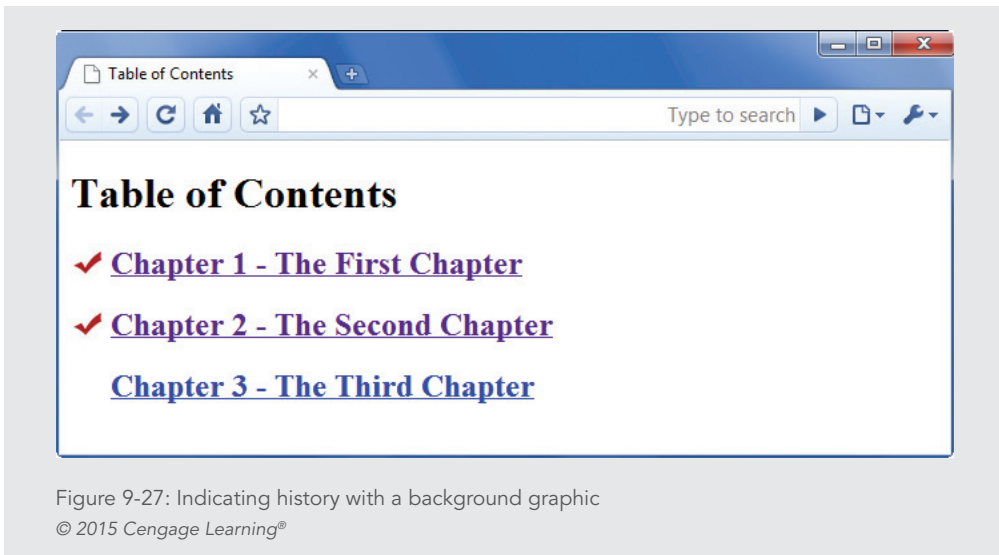 Table of Contents
Type to search
Table of Contents
Chapter 1 - The First Chapter
Chapter 2 - The Second Chapter
Chapter 3 - The Third Chapter
Figure 9-27: Indicating history with a background graphic
© 2015 Cengage Learning®